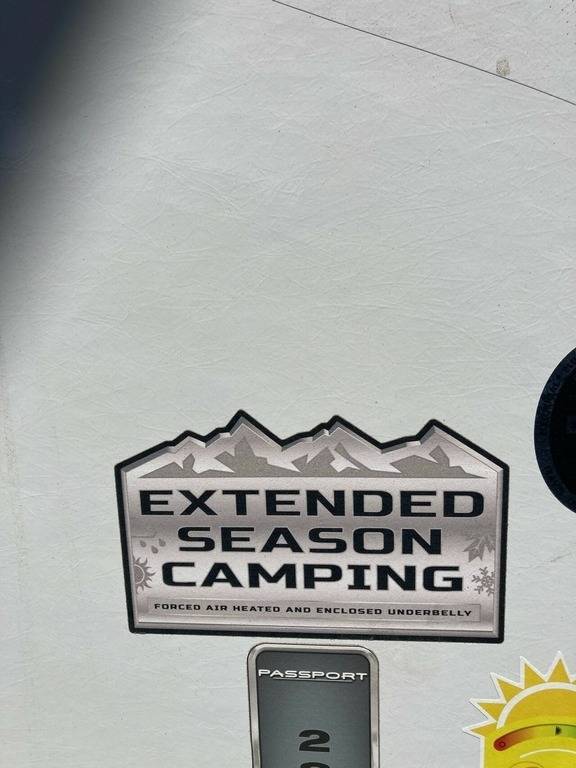 EXTENDED
SEASON
CAMPING
FORCED AIR HEATED AND ENCLOSED UNDERBELLY
PASSPORT
2